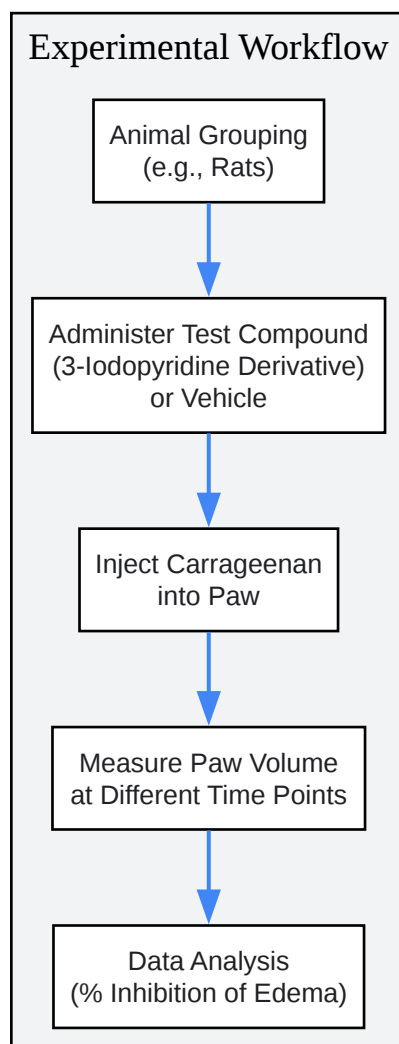 Experimental Workflow
Animal Grouping
(e.g., Rats)
Administer Test Compound
(3-Iodopyridine Derivative)
or Vehicle
Inject Carrageenan
into Paw
Measure Paw Volume
at Different Time Points
Data Analysis
(% Inhibition of Edema)